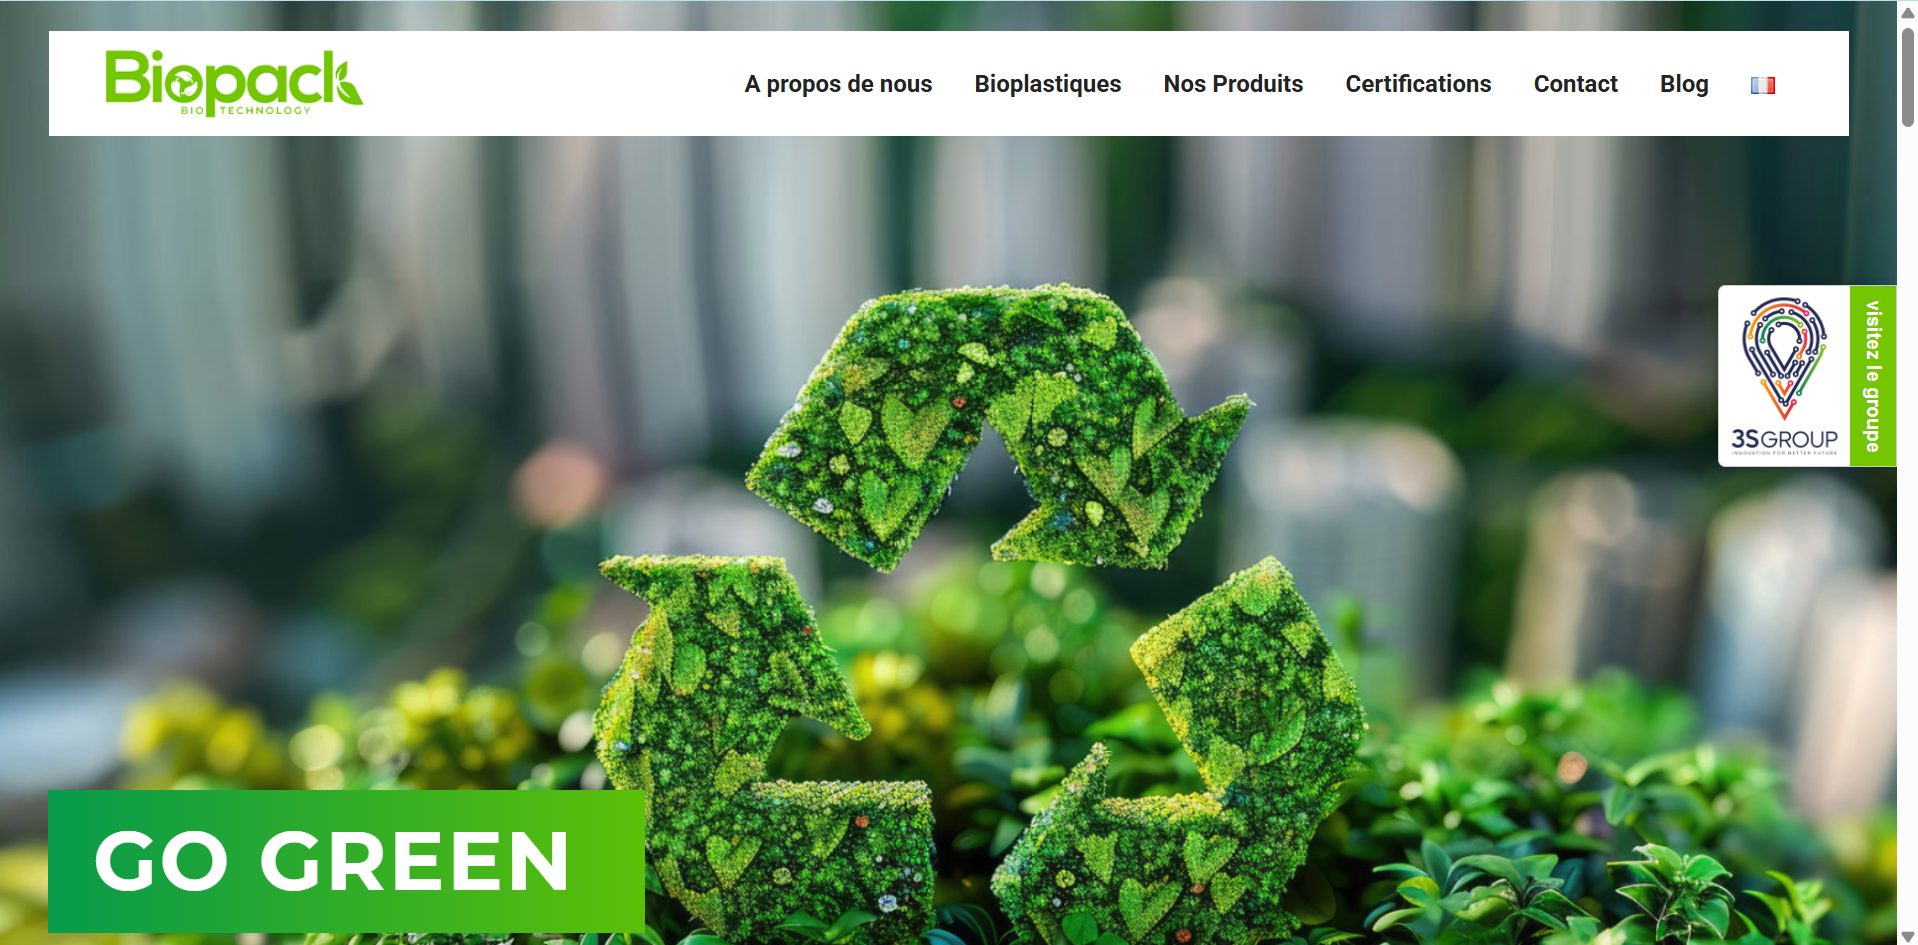 Biopack
BIO TECHNOLOGY
A propos de nous
Bioplastiques
Nos Produits
Certifications
Contact
Blog
visitez le groupe
3SGROUP
INNOVATION FOR BETTER FUTURE
GO GREEN